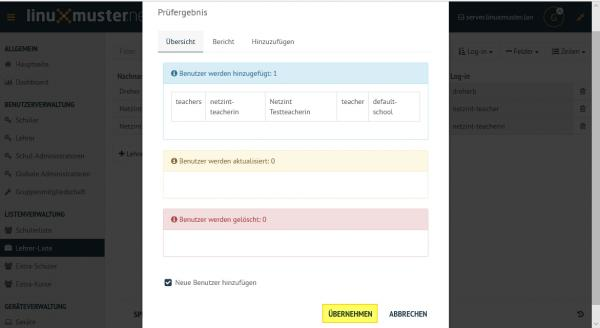 Prüfergebnis
linuxmusterne
server.linuxmuster.lan
G
Übersicht
Bericht
Hinzuzufügen
ALLGEMEIN
Hauptseite
Dashboard
Filter
Log-in
Felder
Zeilen
Benutzer werden hinzugefügt: 1
Nachna
Log-in
Dreher
dreherb
BENUTZERVERWALTUNG
teachers
netzint-teacherin
Netzint Testteacherin
teacher
default-school
Netzint
netzint-teacher
Netzint
netzint-teacherin
Schüler
Lehrer
Schul-Administratoren
Globale Administratoren
Gruppenmitgliedschaft
Lehre
Benutzer werden aktualisiert: 0
LISTENVERWALTUNG
Schülerliste
Lehrer-Liste
Extra-Schüler
Extra-Kurse
Benutzer werden gelöscht: 0
Neue Benutzer hinzufügen
GERÄTEVERWALTUNG
Geräte
SP
ÜBERNEHMEN
ABBRECHEN